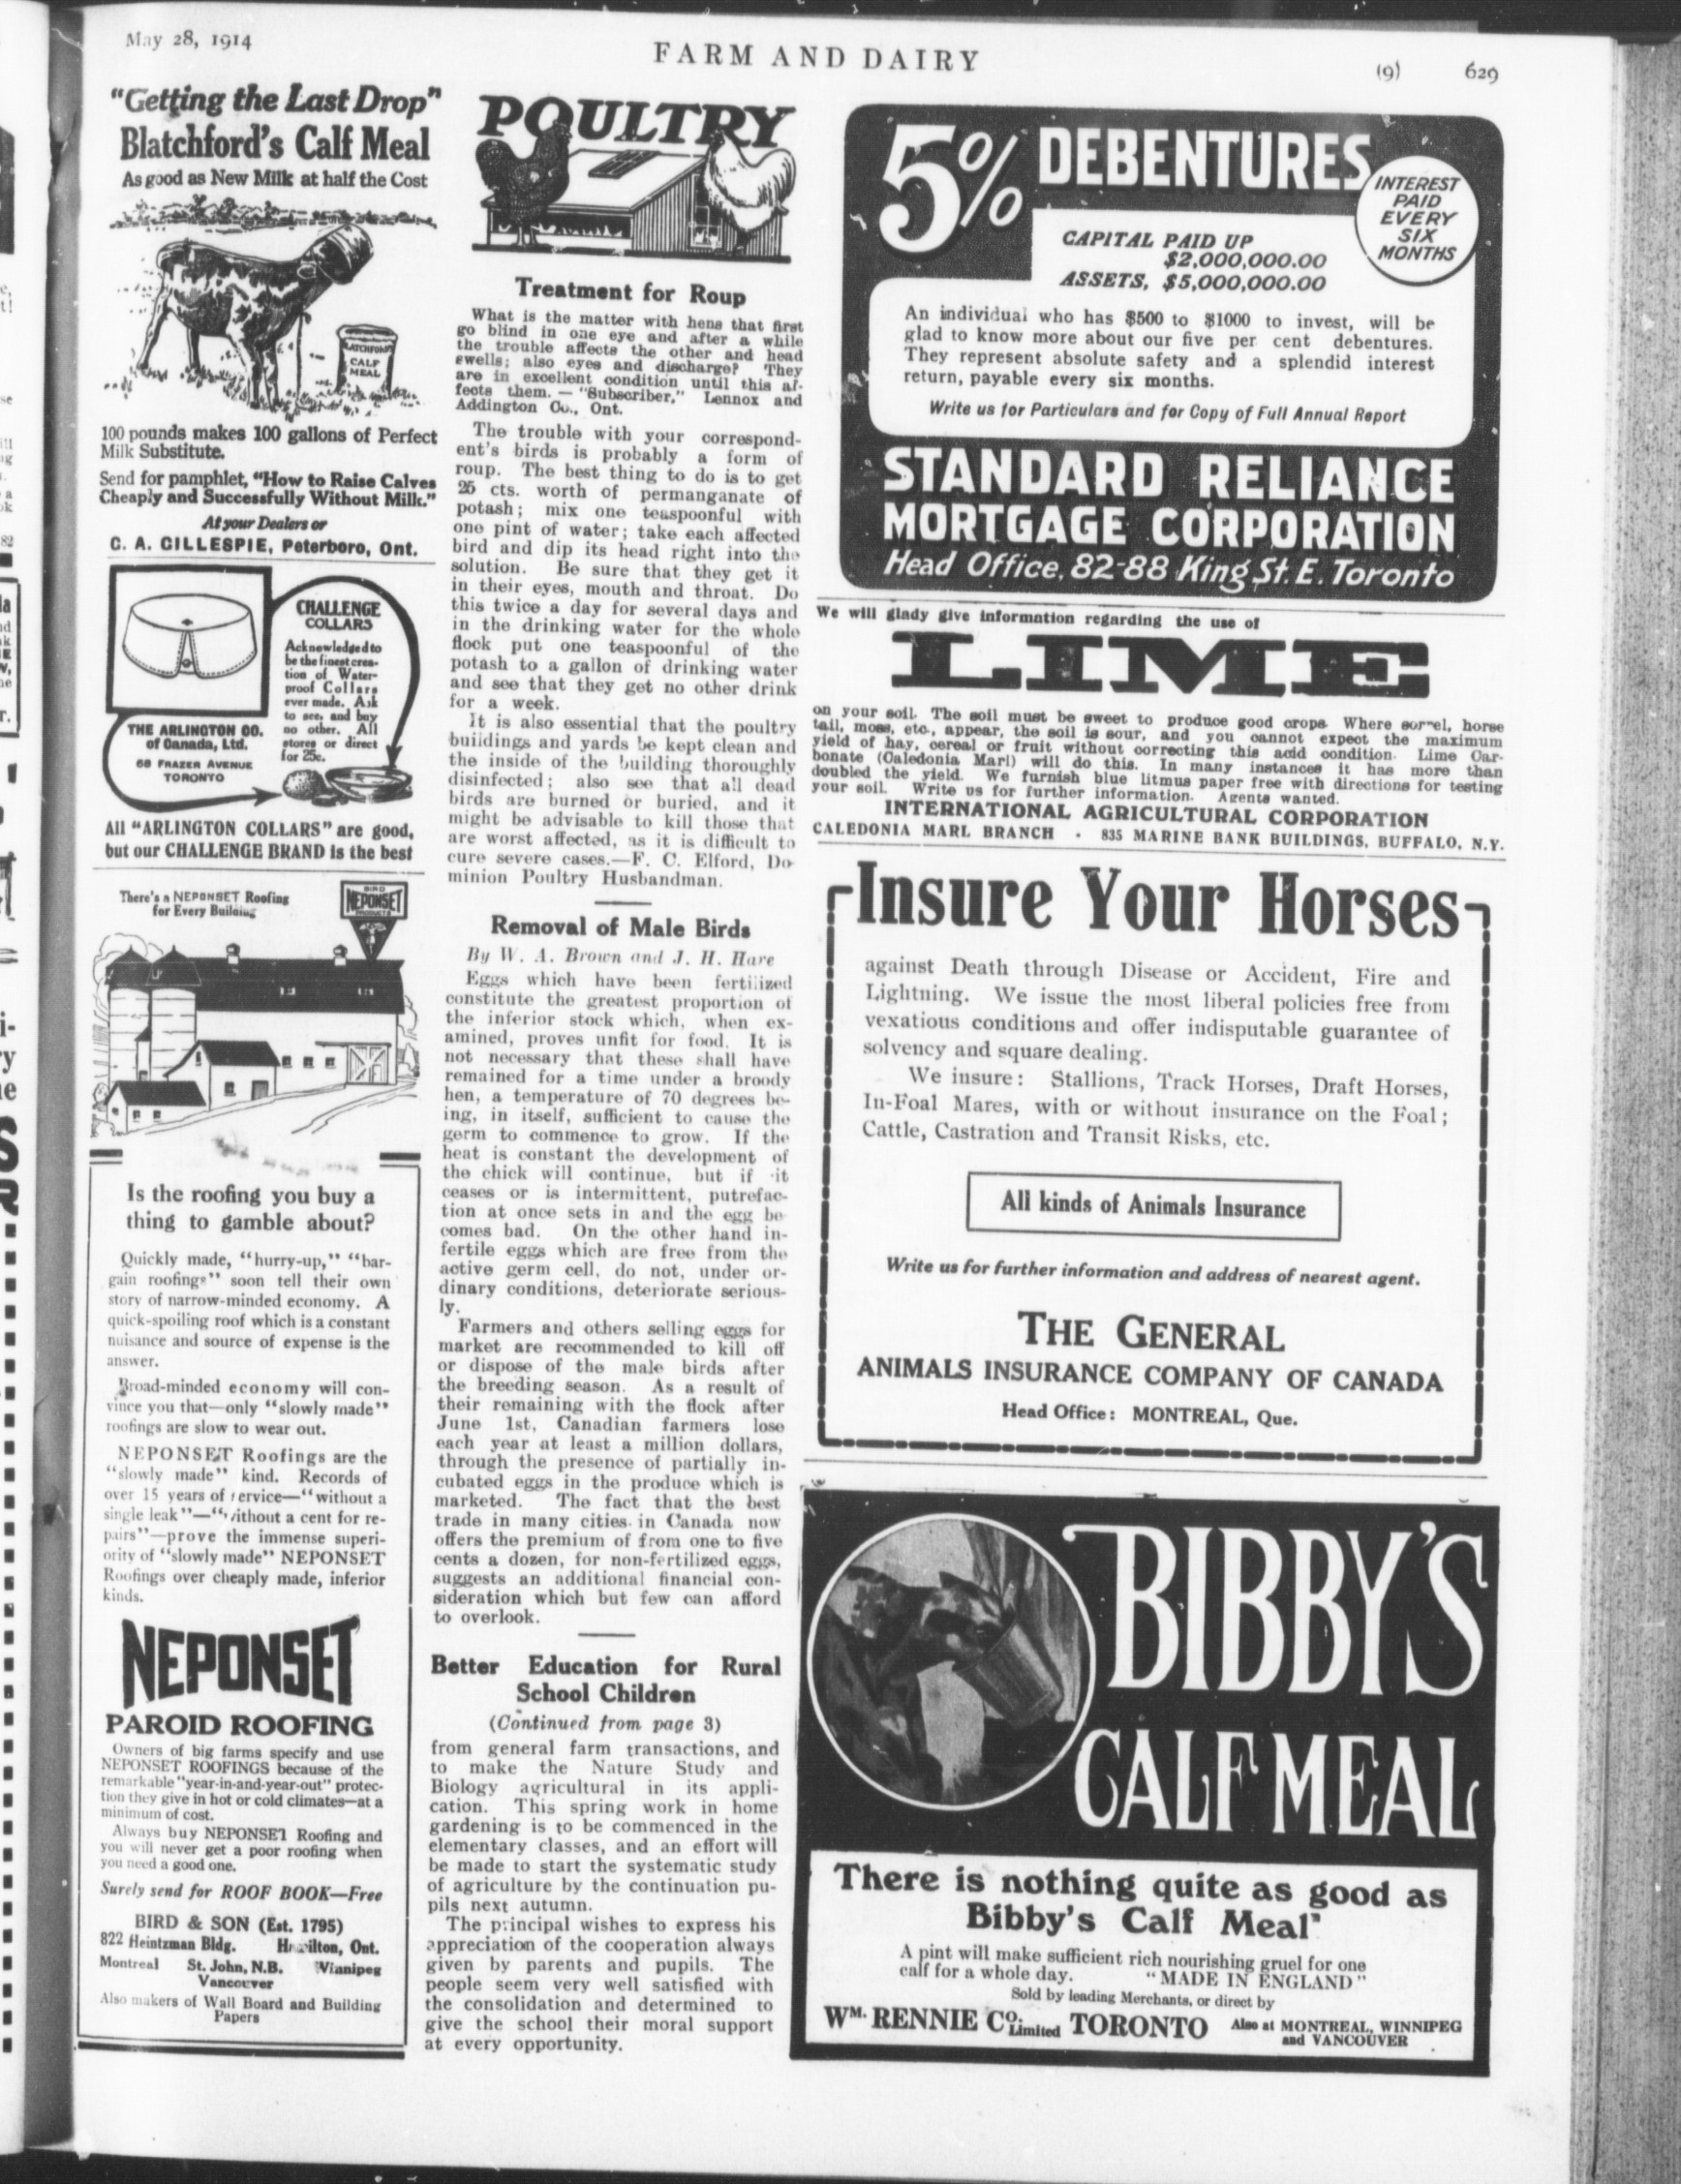 May 28, 1914
FARM AND DAIRY
(9)
629
"Getting the Last Drop"
Blatchford's Calf Meal
As good as New Milk at half the Cost
BLATCHFORD'S
CALF
MEAL
100 pounds makes 100 gallons of Perfect
Milk Substitute.
Send for pamphlet, "How to Raise Calves
Cheaply and Successfully Without Milk."
At your Dealers or
C. A. GILLESPIE, Peterboro, Ont.
CHALLENGE
COLLARS
Acknowledged to
be the finest crea-
tion of Water-
proof Collars
ever made. Ask
to see, and buy
no other. All
stores or direct
for 25c.
THE ARLINGTON CO.
of Canada, Ltd.
68 FRAZER AVENUE
TORONTO
All "ARLINGTON COLLARS" are good,
but our CHALLENGE BRAND is the best
There's a NEPONSET Roofing
for Every Building
BIRD
NEPONSET
PRODUCTS
Is the roofing you buy a
thing to gamble about?
Quickly made, "hurry-up," "bar-
gain roofings" soon tell their own
story of narrow-minded economy. A
quick-spoiling roof which is a constant
nuisance and source of expense is the
answer.
Broad-minded economy will con-
vince you that—only "slowly made"
roofings are slow to wear out.
NEPONSET Roofings are the
"slowly made" kind. Records of
over 15 years of service—"without a
single leak"—"without a cent for re-
pairs"—prove the immense superi-
ority of "slowly made" NEPONSET
Roofings over cheaply made, inferior
kinds.
NEPONSET
PAROID ROOFING
Owners of big farms specify and use
NEPONSET ROOFINGS because of the
remarkable "year-in-and-year-out" protec-
tion they give in hot or cold climates—at a
minimum of cost.
Always buy NEPONSET Roofing and
you will never get a poor roofing when
you need a good one.
Surely send for ROOF BOOK—Free
BIRD & SON (Est. 1795)
822 Heintzman Bldg. Hamilton, Ont.
Montreal St. John, N.B. Winnipeg
Vancouver
Also makers of Wall Board and Building
Papers
POULTRY
Treatment for Roup
What is the matter with hens that first
go blind in one eye and after a while
the trouble affects the other and head
swells; also eyes and discharge? They
are in excellent condition until this af-
fects them. — "Subscriber," Lennox and
Addington Co., Ont.
The trouble with your correspond-
ent's birds is probably a form of
roup. The best thing to do is to get
25 cts. worth of permanganate of
potash; mix one teaspoonful with
one pint of water; take each affected
bird and dip its head right into the
solution. Be sure that they get it
in their eyes, mouth and throat. Do
this twice a day for several days and
in the drinking water for the whole
flock put one teaspoonful of the
potash to a gallon of drinking water
and see that they get no other drink
for a week.
It is also essential that the poultry
buildings and yards be kept clean and
the inside of the building thoroughly
disinfected; also see that all dead
birds are burned or buried, and it
might be advisable to kill those that
are worst affected, as it is difficult to
cure severe cases.—F. C. Elford, Do-
minion Poultry Husbandman.
Removal of Male Birds
By W. A. Brown and J. H. Hare
Eggs which have been fertilized
constitute the greatest proportion of
the inferior stock which, when ex-
amined, proves unfit for food. It is
not necessary that these shall have
remained for a time under a broody
hen, a temperature of 70 degrees be-
ing, in itself, sufficient to cause the
germ to commence to grow. If the
heat is constant the development of
the chick will continue, but if it
ceases or is intermittent, putrefac-
tion at once sets in and the egg be-
comes bad. On the other hand in-
fertile eggs which are free from the
active germ cell, do not, under or-
dinary conditions, deteriorate serious-
ly.
Farmers and others selling eggs for
market are recommended to kill off
or dispose of the male birds after
the breeding season. As a result of
their remaining with the flock after
June 1st, Canadian farmers lose
each year at least a million dollars,
through the presence of partially in-
cubated eggs in the produce which is
marketed. The fact that the best
trade in many cities in Canada now
offers the premium of from one to five
cents a dozen, for non-fertilized eggs,
suggests an additional financial con-
sideration which but few can afford
to overlook.
Better Education for Rural
School Children
(Continued from page 3)
from general farm transactions, and
to make the Nature Study and
Biology agricultural in its appli-
cation. This spring work in home
gardening is to be commenced in the
elementary classes, and an effort will
be made to start the systematic study
of agriculture by the continuation pu-
pils next autumn.
The principal wishes to express his
appreciation of the cooperation always
given by parents and pupils. The
people seem very well satisfied with
the consolidation and determined to
give the school their moral support
at every opportunity.
5% DEBENTURES
INTEREST
PAID
EVERY
SIX
MONTHS
CAPITAL PAID UP
$2,000,000.00
ASSETS, $5,000,000.00
An individual who has $500 to $1000 to invest, will be
glad to know more about our five per cent debentures.
They represent absolute safety and a splendid interest
return, payable every six months.
Write us for Particulars and for Copy of Full Annual Report
STANDARD RELIANCE
MORTGAGE CORPORATION
Head Office, 82-88 King St. E. Toronto
We will glady give information regarding the use of
LIME
on your soil. The soil must be sweet to produce good crops. Where sorrel, horse
tail, moss, etc., appear, the soil is sour, and you cannot expect the maximum
yield of hay, cereal or fruit without correcting this acid condition. Lime Car-
bonate (Caledonia Marl) will do this. In many instances it has more than
doubled the yield. We furnish blue litmus paper free with directions for testing
your soil. Write us for further information. Agents wanted.
INTERNATIONAL AGRICULTURAL CORPORATION
CALEDONIA MARL BRANCH - 835 MARINE BANK BUILDINGS, BUFFALO, N.Y.
Insure Your Horses
against Death through Disease or Accident, Fire and
Lightning. We issue the most liberal policies free from
vexatious conditions and offer indisputable guarantee of
solvency and square dealing.
We insure: Stallions, Track Horses, Draft Horses,
In-Foal Mares, with or without insurance on the Foal;
Cattle, Castration and Transit Risks, etc.
All kinds of Animals Insurance
Write us for further information and address of nearest agent.
THE GENERAL
ANIMALS INSURANCE COMPANY OF CANADA
Head Office: MONTREAL, Que.
BIBBY'S
CALF MEAL
There is nothing quite as good as
Bibby's Calf Meal"
A pint will make sufficient rich nourishing gruel for one
calf for a whole day. "MADE IN ENGLAND"
Sold by leading Merchants, or direct by
WM. RENNIE CO. Limited TORONTO Also at MONTREAL, WINNIPEG
and VANCOUVER